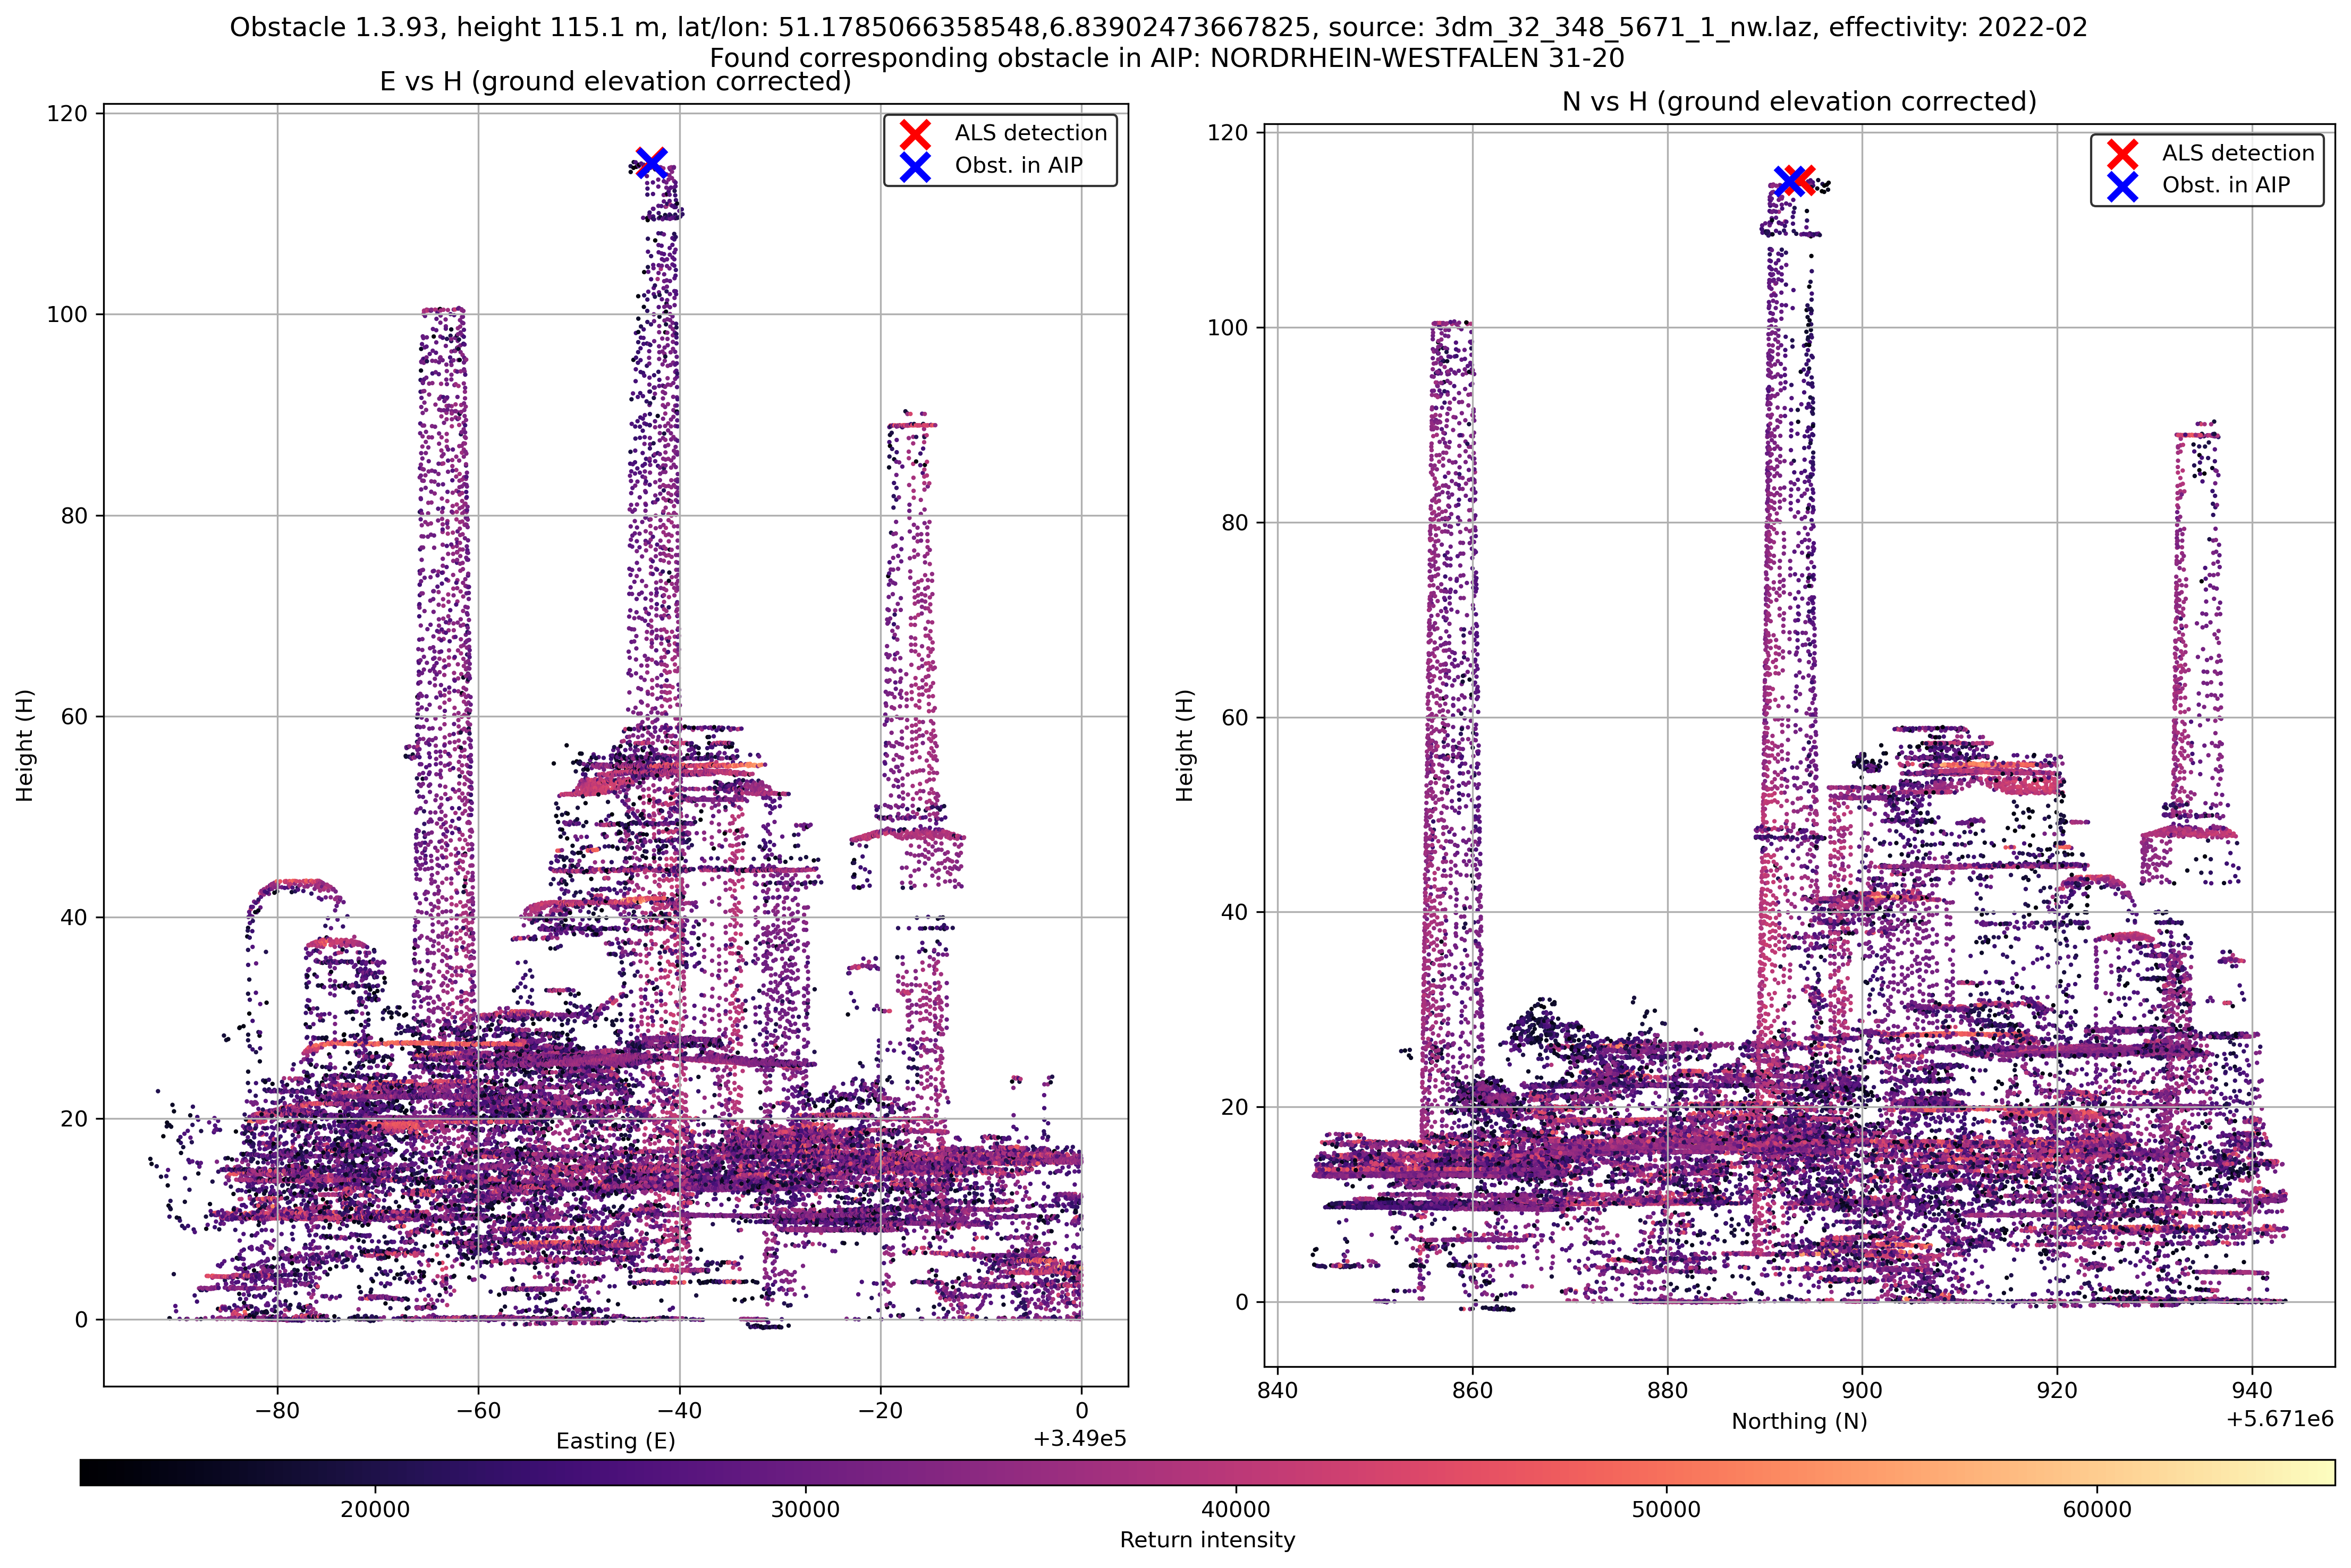 Obstacle 1.3.93, height 115.1 m, lat/lon: 51.1785066358548,6.83902473667825, source: 3dm_32_348_5671_1_nw.laz, effectivity: 2022-02
Found corresponding obstacle in AIP: NORDRHEIN-WESTFALEN 31-20
E vs H (ground elevation corrected)
ALS detection
Obst. in AIP
Height (H)
120
100
80
60
40
20
0
−80
−60
−40
−20
0
Easting (E)
+3.49e5
N vs H (ground elevation corrected)
ALS detection
Obst. in AIP
Height (H)
120
100
80
60
40
20
0
840
860
880
900
920
940
Northing (N)
+5.671e6
20000
30000
40000
50000
60000
Return intensity